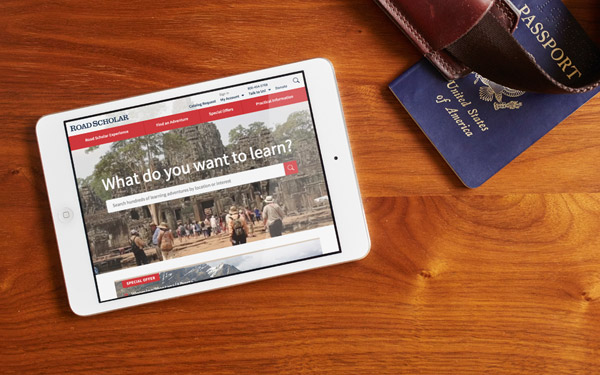 ROAD SCHOLAR
Sign In
Catalog Request My Account Talk to Us! Donate
Road Scholar Experience Find an Adventure Special Offers Practical Information
What do you want to learn?
Search hundreds of learning adventures by location or interest
SPECIAL OFFER
PASSPORT
United States
of America